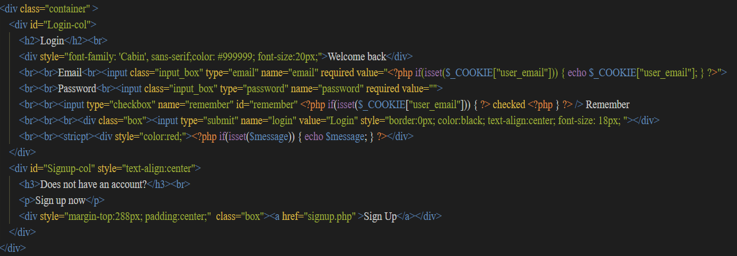 <div class="container" >
<div id="Login-col">
<h2>Login</h2><br>
<div style="font-family: 'Cabin', sans-serif;color: #999999; font-size:20px;">Welcome back</div>
<br><br>Email<br><input class="input_box" type="email" name="email" required value="<?php if(isset($_COOKIE["user_email"])) { echo $_COOKIE["user_email"]; } ?>">
<br><br>Password<br><input class="input_box" type="password" name="password" required value="">
<br><br><input type="checkbox" name="remember" id="remember" <?php if(isset($_COOKIE["user_email"])) { ?> checked <?php } ?> /> Remember
<br><br><br><div class="box"><input type="submit" name="login" value="Login" style="border:0px; color:black; text-align:center; font-size: 18px; "></div>
<br><br><stricpt><div style="color:red;"><?php if(isset($message)) { echo $message; } ?></div>
</div>
<div id="Signup-col" style="text-align:center">
<h3>Does not have an account?</h3><br>
<p>Sign up now</p>
<div style="margin-top:288px; padding:center;" class="box"><a href="signup.php" >Sign Up</a></div>
</div>
</div>